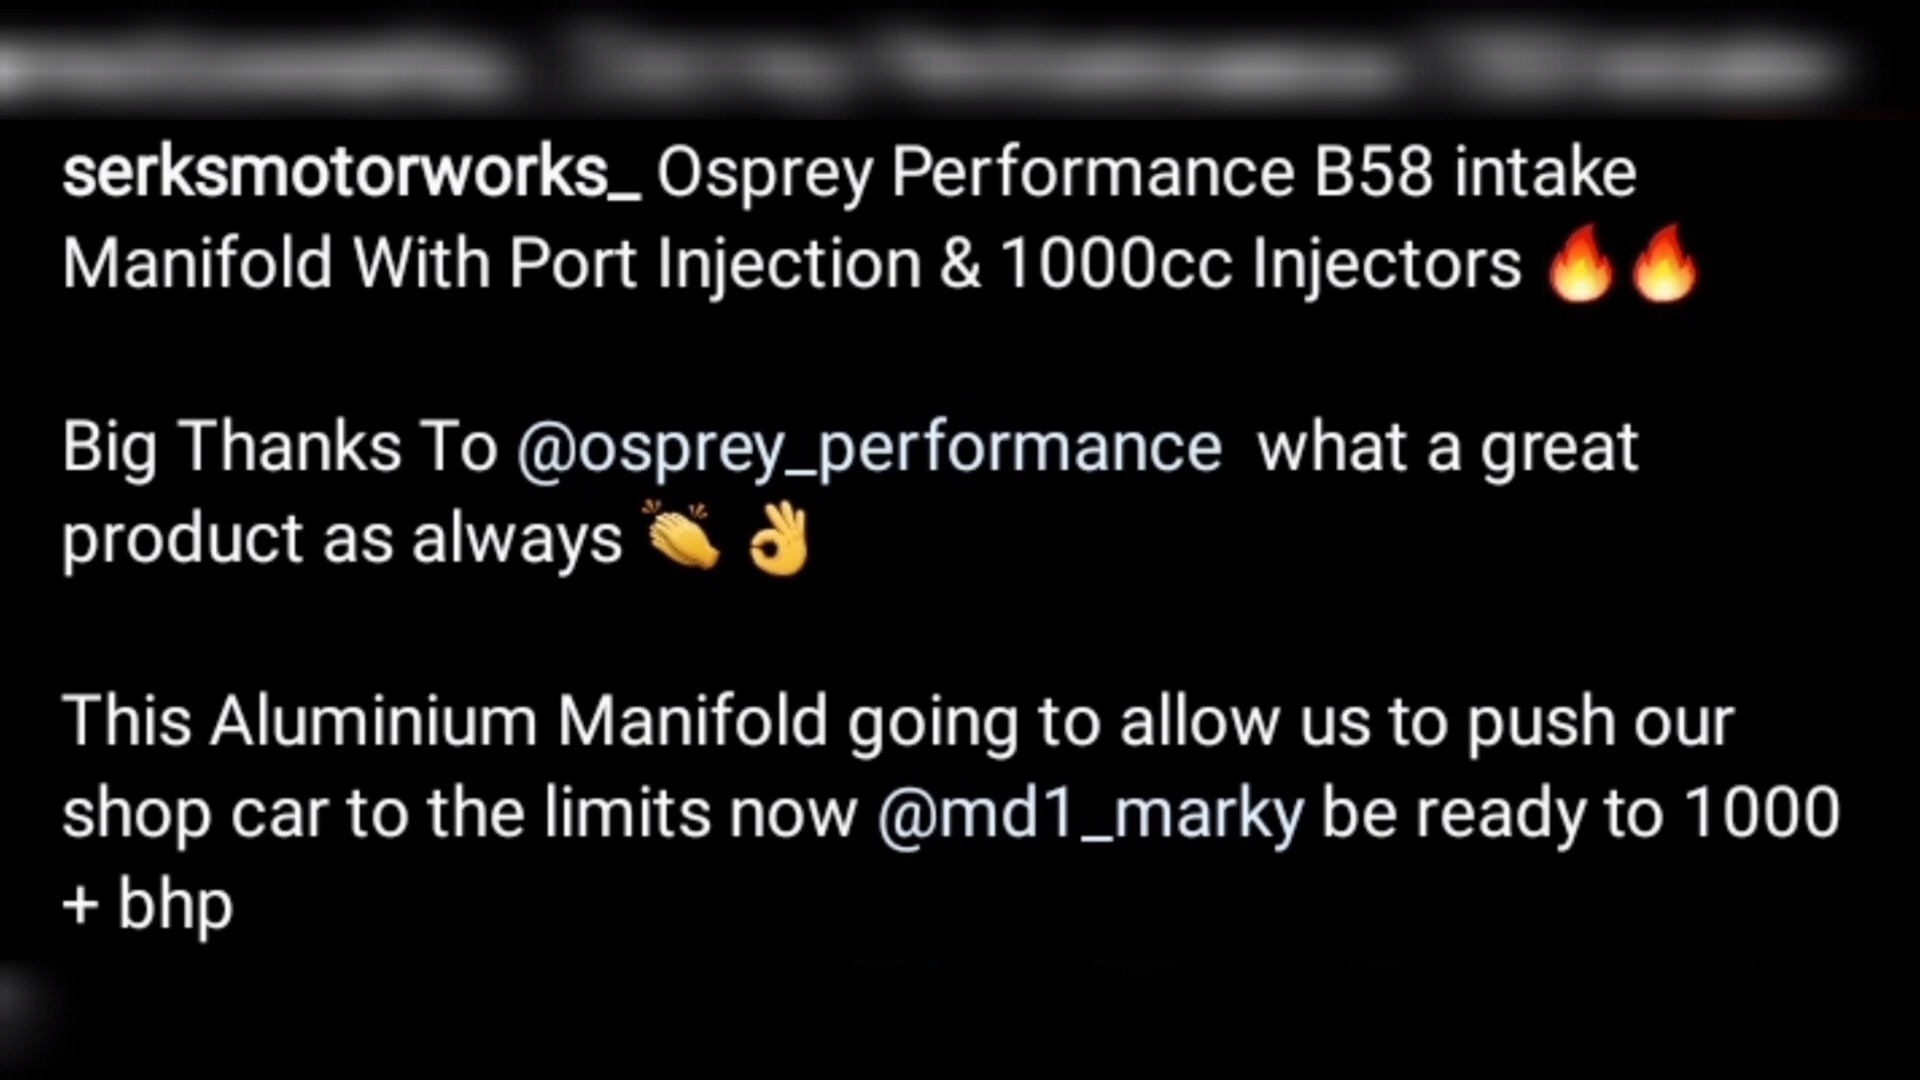 serksmotorworks_ Osprey Performance B58 intake
Manifold With Port Injection & 1000cc Injectors 🔥🔥
Big Thanks To @osprey_performance what a great
product as always 👏👌
This Aluminium Manifold going to allow us to push our
shop car to the limits now @md1_marky be ready to 1000
+ bhp